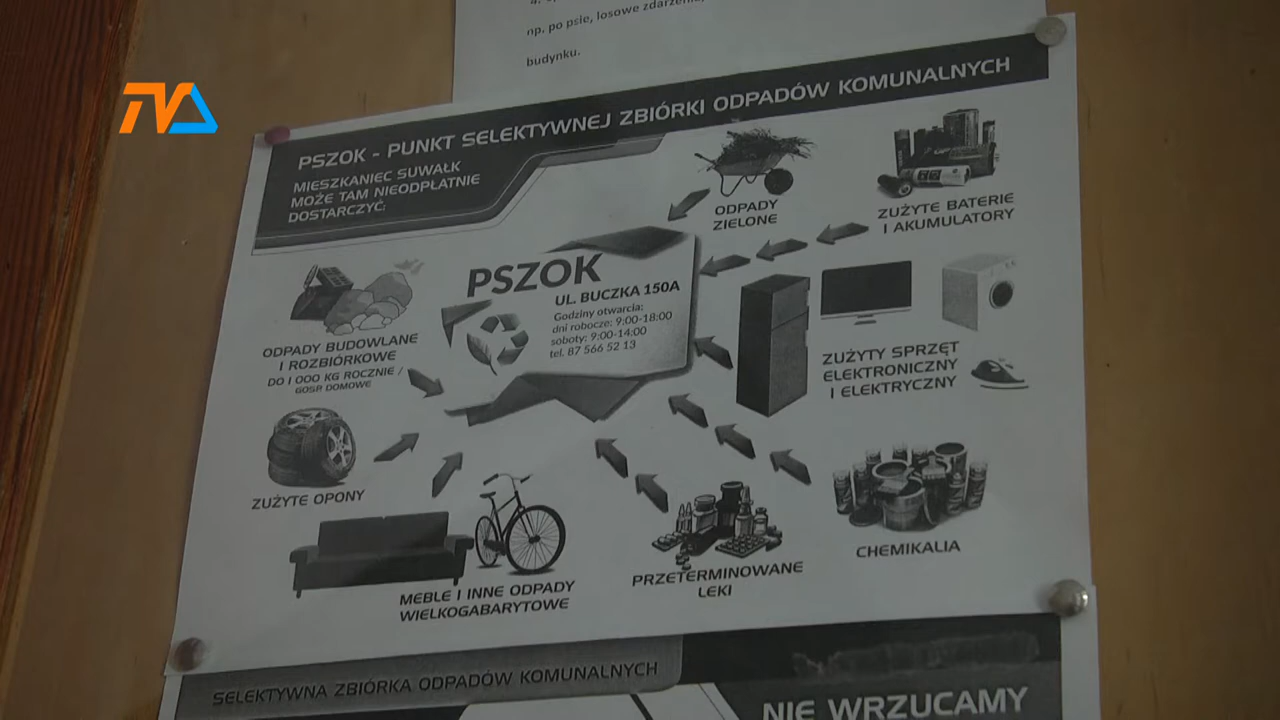 np. po psie, losowe zdarzenia,
budynku.
TVA
PSZOK - PUNKT SELEKTYWNEJ ZBIÓRKI ODPADÓW KOMUNALNYCH
MIESZKANIEC SUWAŁK
MOŻE TAM NIEODPŁATNIE
DOSTARCZYĆ:
ODPADY
ZIELONE
ZUŻYTE BATERIE
I AKUMULATORY
PSZOK
UL. BUCZKA 150A
Godziny otwarcia:
dni robocze: 9:00-18:00
soboty: 9:00-14:00
tel. 87 566 52 13
ODPADY BUDOWLANE
I ROZBIÓRKOWE
DO 1 000 KG ROCZNIE /
GOSP. DOMOWE
ZUŻYTY SPRZĘT
ELEKTRONICZNY
I ELEKTRYCZNY
ZUŻYTE OPONY
MEBLE I INNE ODPADY
WIELKOGABARYTOWE
PRZETERMINOWANE
LEKI
CHEMIKALIA
SELEKTYWNA ZBIÓRKA ODPADÓW KOMUNALNYCH
NIE WRZUCAMY